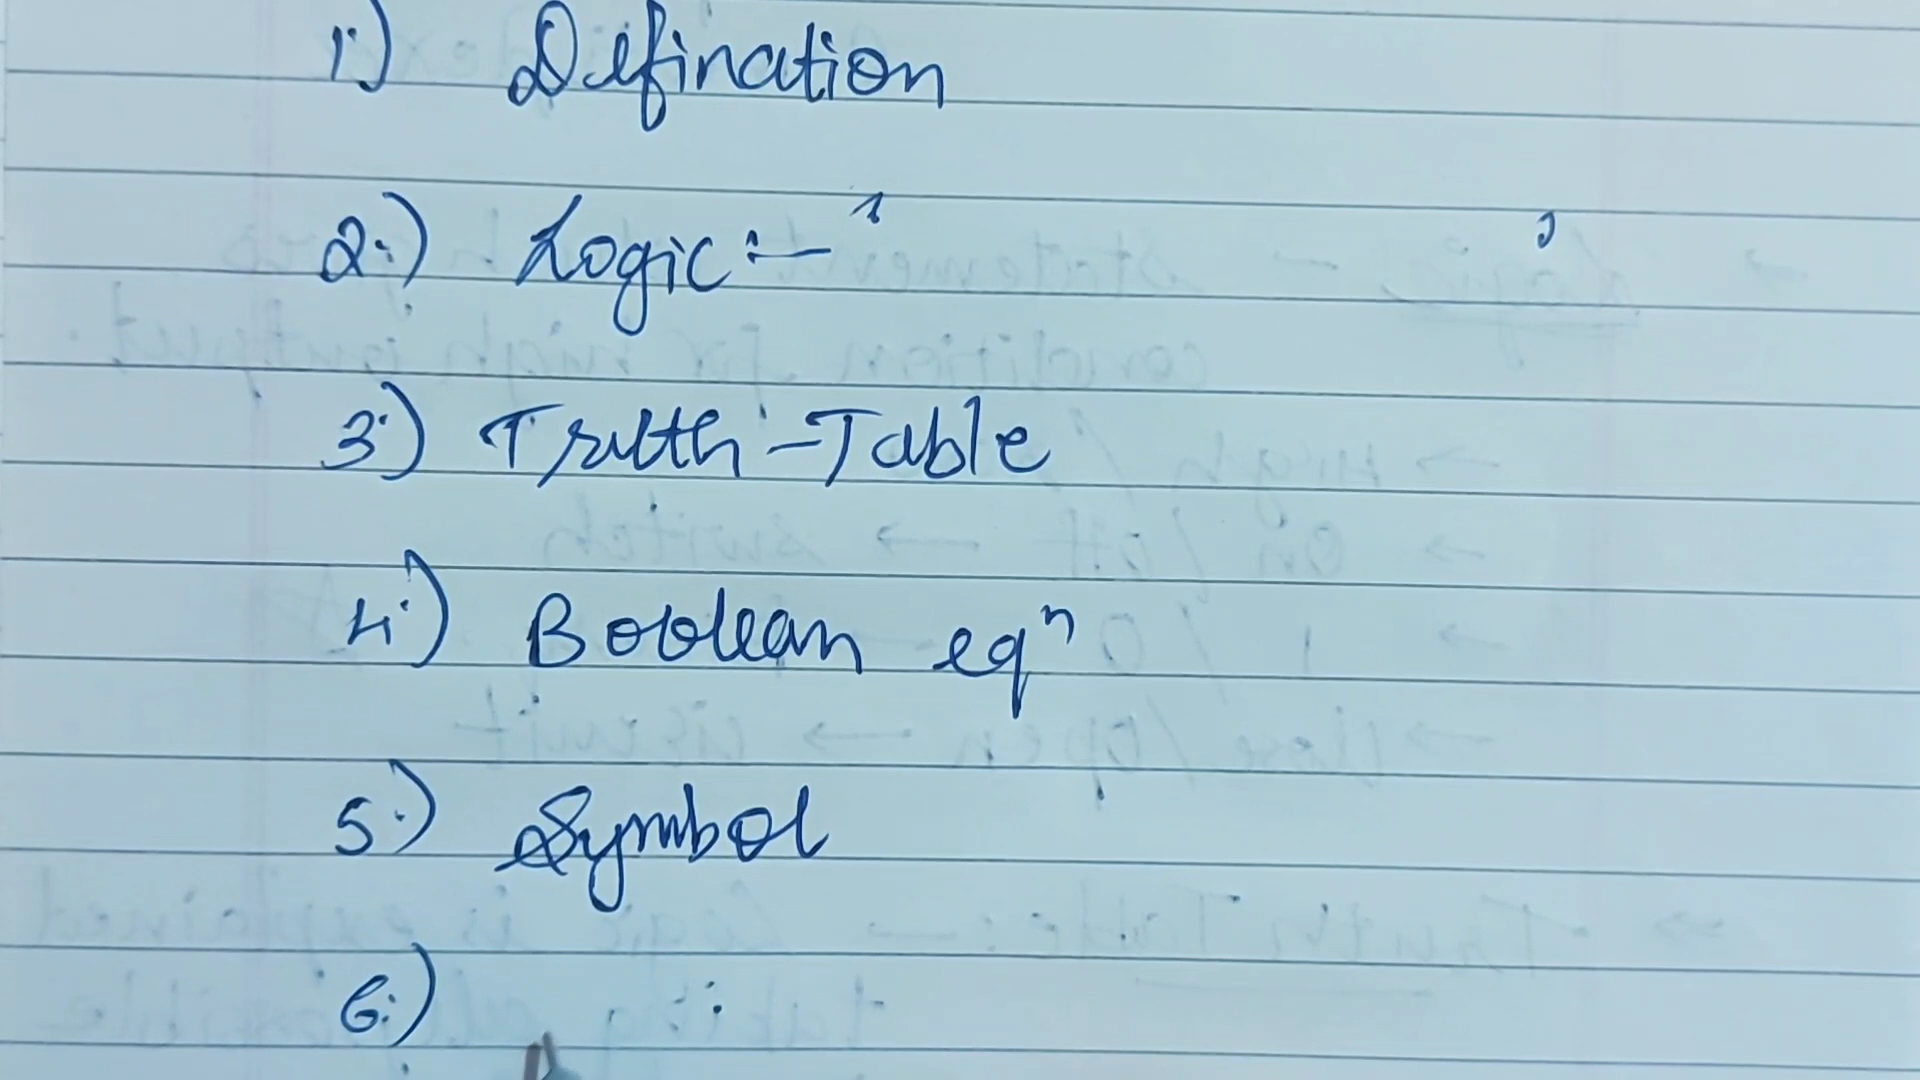 1.) Defination
2.) Logic :-
3.) Truth-Table
4.) Boolean eqⁿ
5.) Symbol
6.)